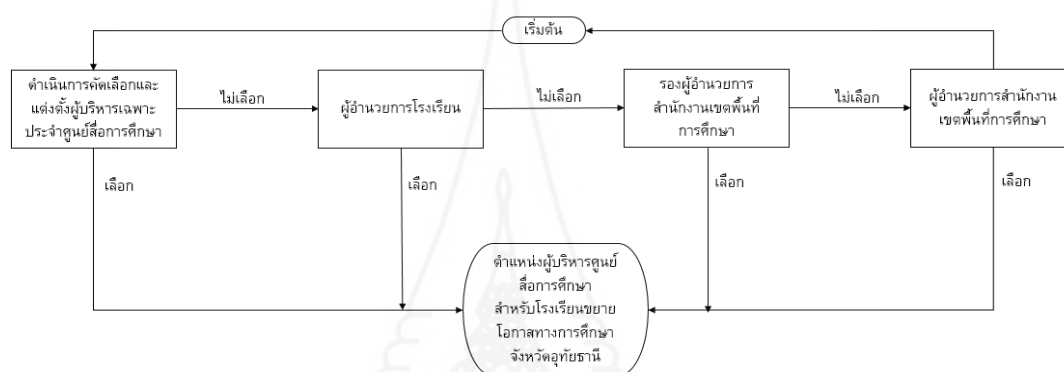 เริ่มต้น
ดำเนินการคัดเลือกและ
แต่งตั้งผู้บริหารเฉพาะ
ประจำศูนย์สื่อการศึกษา
ไม่เลือก
ผู้อำนวยการโรงเรียน
ไม่เลือก
รองผู้อำนวยการ
สำนักงานเขตพื้นที่
การศึกษา
ไม่เลือก
ผู้อำนวยการสำนักงาน
เขตพื้นที่การศึกษา
เลือก
เลือก
เลือก
เลือก
ตำแหน่งผู้บริหารศูนย์
สื่อการศึกษา
สำหรับโรงเรียนขยาย
โอกาสทางการศึกษา
จังหวัดอุทัยธานี